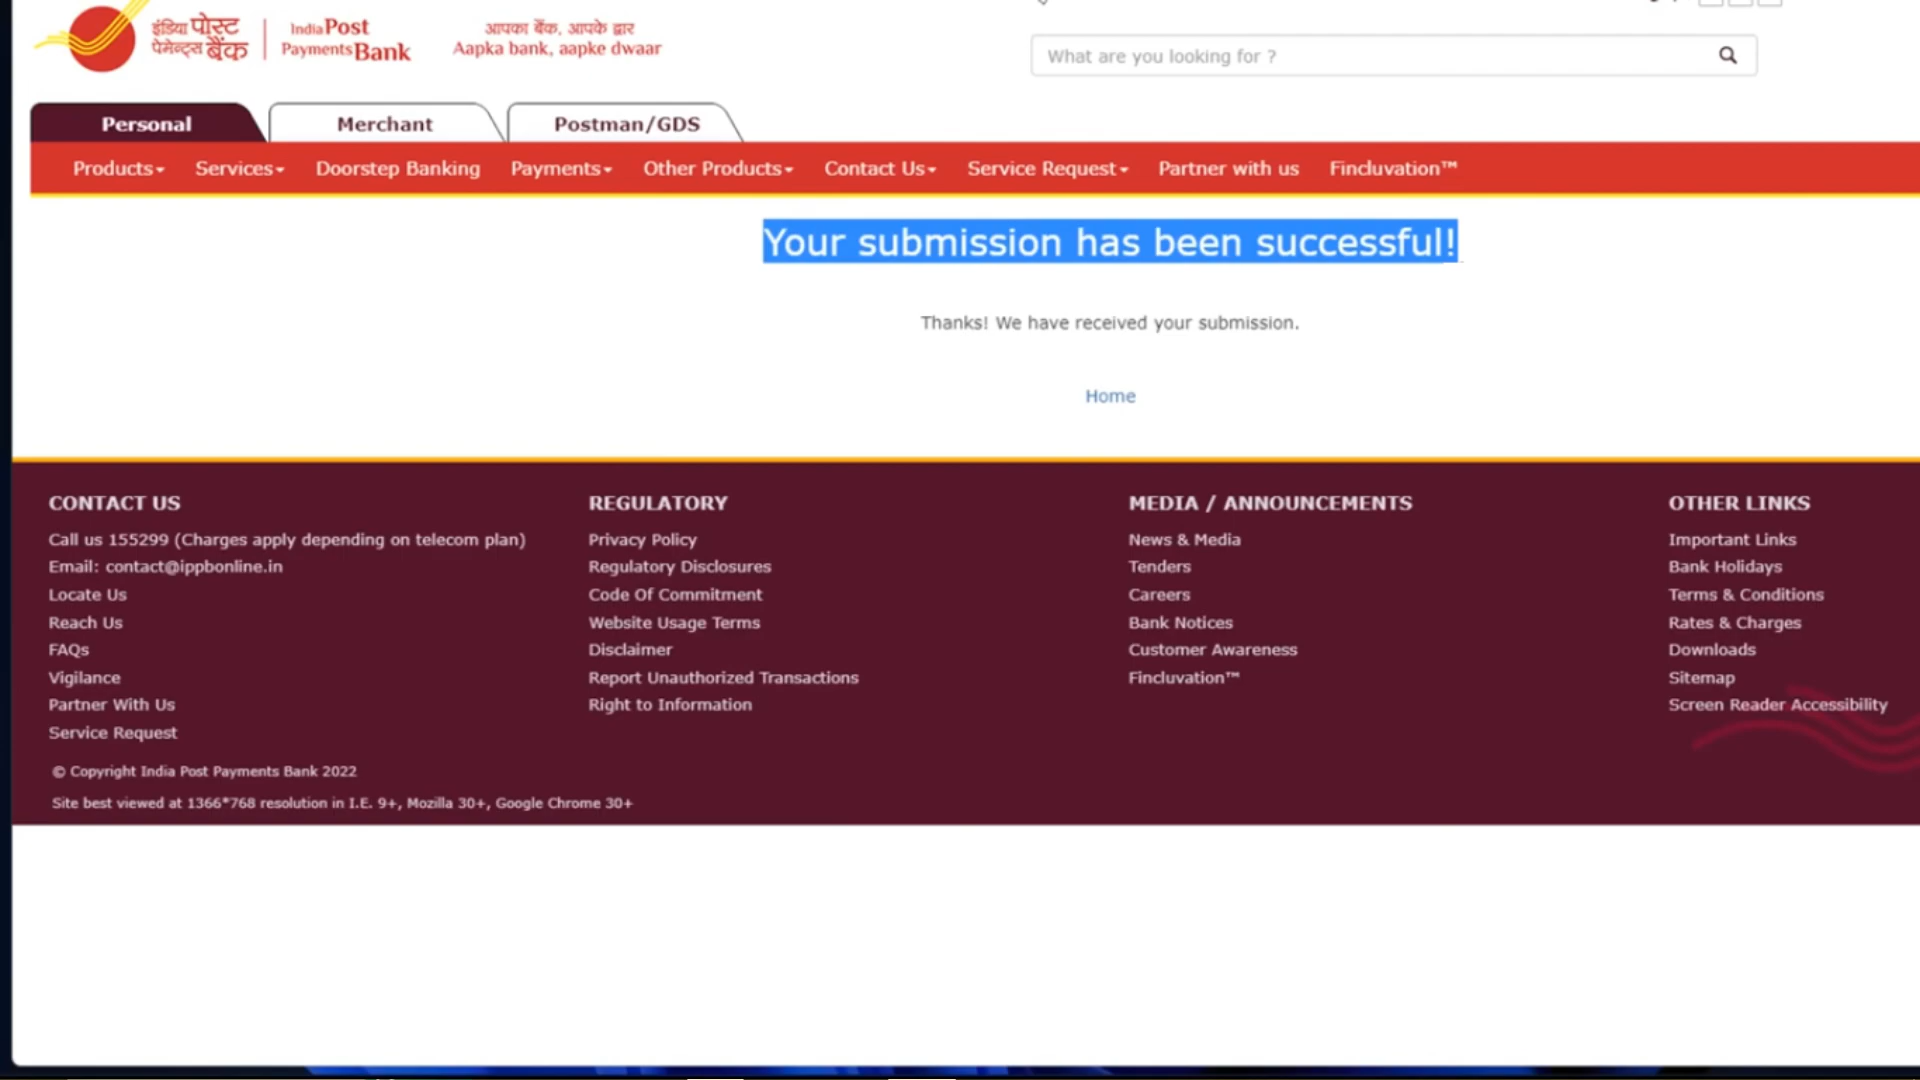 इंडिया पोस्ट
पेमेन्ट्स बैंक
IndiaPost
PaymentsBank
आपका बैंक, आपके द्वार
Aapka bank, aapke dwaar
What are you looking for ?
Personal
Merchant
Postman/GDS
Products Services Doorstep Banking Payments Other Products Contact Us Service Request Partner with us Fincluvation™
Your submission has been successful!
Thanks! We have received your submission.
Home
CONTACT US
Call us 155299 (Charges apply depending on telecom plan)
Email: contact@ippbonline.in
Locate Us
Reach Us
FAQs
Vigilance
Partner With Us
Service Request
REGULATORY
Privacy Policy
Regulatory Disclosures
Code Of Commitment
Website Usage Terms
Disclaimer
Report Unauthorized Transactions
Right to Information
MEDIA / ANNOUNCEMENTS
News & Media
Tenders
Careers
Bank Notices
Customer Awareness
Fincluvation™
OTHER LINKS
Important Links
Bank Holidays
Terms & Conditions
Rates & Charges
Downloads
Sitemap
Screen Reader Accessibility
© Copyright India Post Payments Bank 2022
Site best viewed at 1366*768 resolution in I.E. 9+, Mozilla 30+, Google Chrome 30+